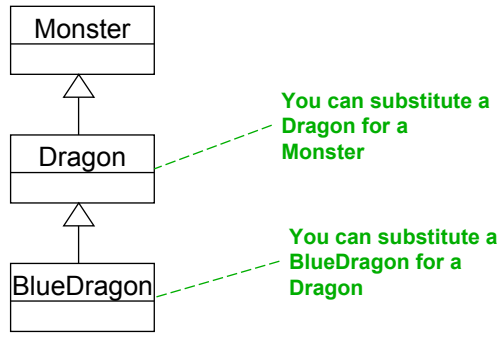 Monster
You can substitute a
Dragon for a
Monster
Dragon
You can substitute a
BlueDragon for a
Dragon
BlueDragon